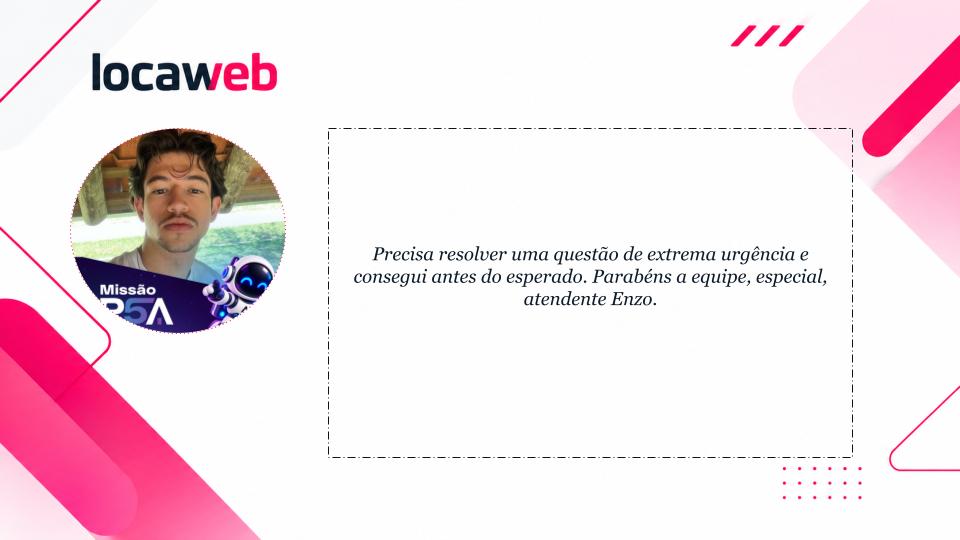 locaweb
Precisa resolver uma questão de extrema urgência e
consegui antes do esperado. Parabéns a equipe, especial,
atendente Enzo.
Missão